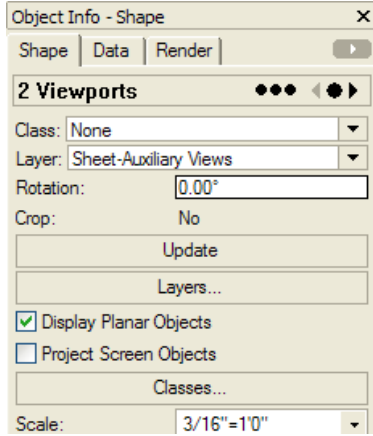 Object Info - Shape
Shape Data Render
2 Viewports
Class: None
Layer: Sheet-Auxiliary Views
Rotation: 0.00°
Crop: No
Update
Layers...
Display Planar Objects
Project Screen Objects
Classes...
Scale: 3/16"=1'0"